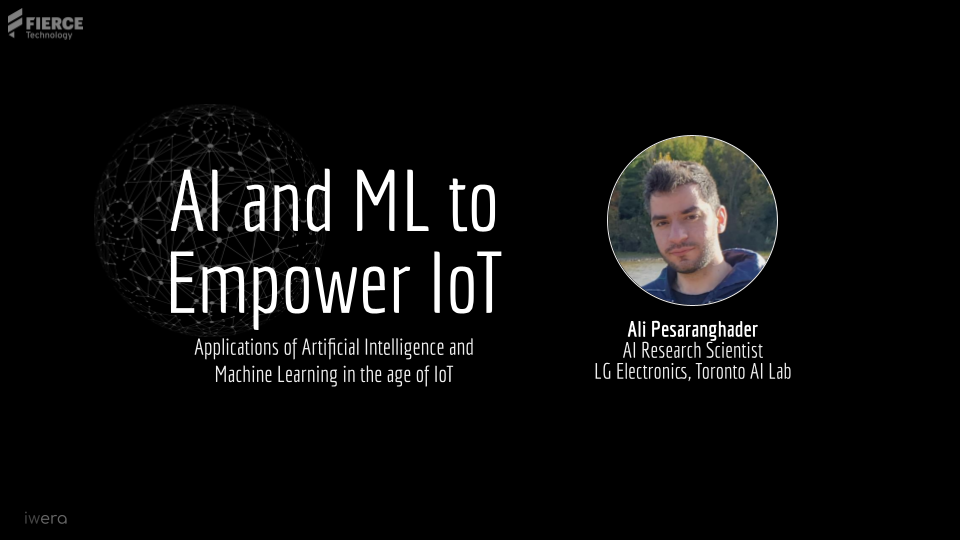 FIERCE
Technology
AI and ML to
Empower IoT
Applications of Artificial Intelligence and
Machine Learning in the age of IoT
Ali Pesaranghader
AI Research Scientist
LG Electronics, Toronto AI Lab
iwera